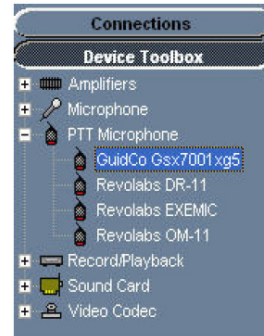 Connections
Device Toolbox
Amplifiers
Microphone
PTT Microphone
GuidCo Gsx7001xg5
Revolabs DR-11
Revolabs EXEMIC
Revolabs OM-11
Record/Playback
Sound Card
Video Codec